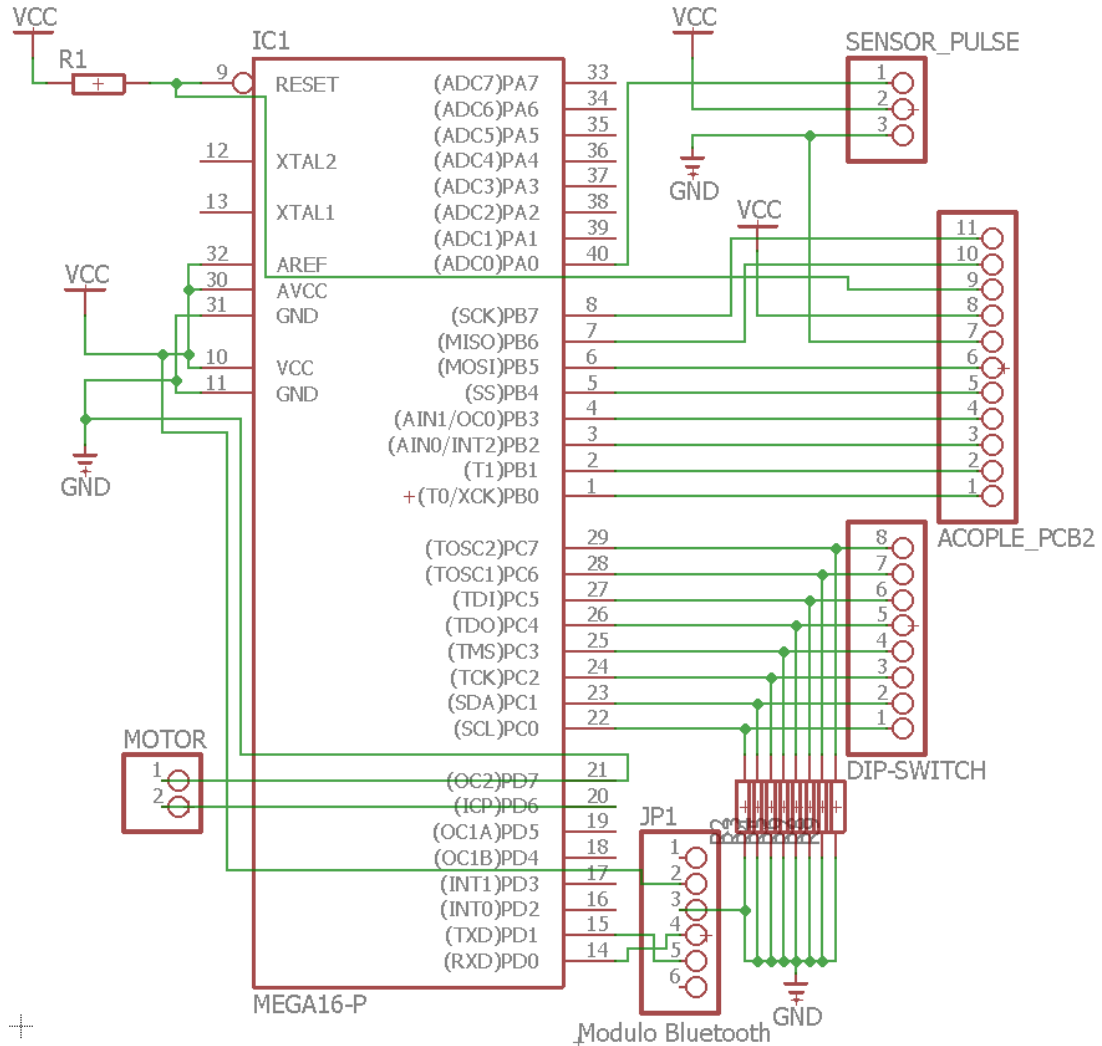 VCC
R1
IC1
9
RESET
12
XTAL2
13
XTAL1
32
AREF
30
AVCC
31
GND
10
VCC
11
GND
VCC
GND
(ADC7)PA7
33
(ADC6)PA6
34
(ADC5)PA5
35
(ADC4)PA4
36
(ADC3)PA3
37
(ADC2)PA2
38
(ADC1)PA1
39
(ADC0)PA0
40
(SCK)PB7
8
(MISO)PB6
7
(MOSI)PB5
6
(SS)PB4
5
(AIN1/OC0)PB3
4
(AIN0/INT2)PB2
3
(T1)PB1
2
(T0/XCK)PB0
1
(TOSC2)PC7
29
(TOSC1)PC6
28
(TDI)PC5
27
(TDO)PC4
26
(TMS)PC3
25
(TCK)PC2
24
(SDA)PC1
23
(SCL)PC0
22
(OC2)PD7
21
(ICP)PD6
20
(OC1A)PD5
19
(OC1B)PD4
18
(INT1)PD3
17
(INT0)PD2
16
(TXD)PD1
15
(RXD)PD0
14
MEGA16-P
MOTOR
1
2
VCC
SENSOR_PULSE
1
2
3
GND
VCC
11
10
9
8
7
6
5
4
3
2
1
ACOPLE_PCB2
8
7
6
5
4
3
2
1
DIP-SWITCH
R2
JP1
1
2
3
4
5
6
Modulo Bluetooth
GND